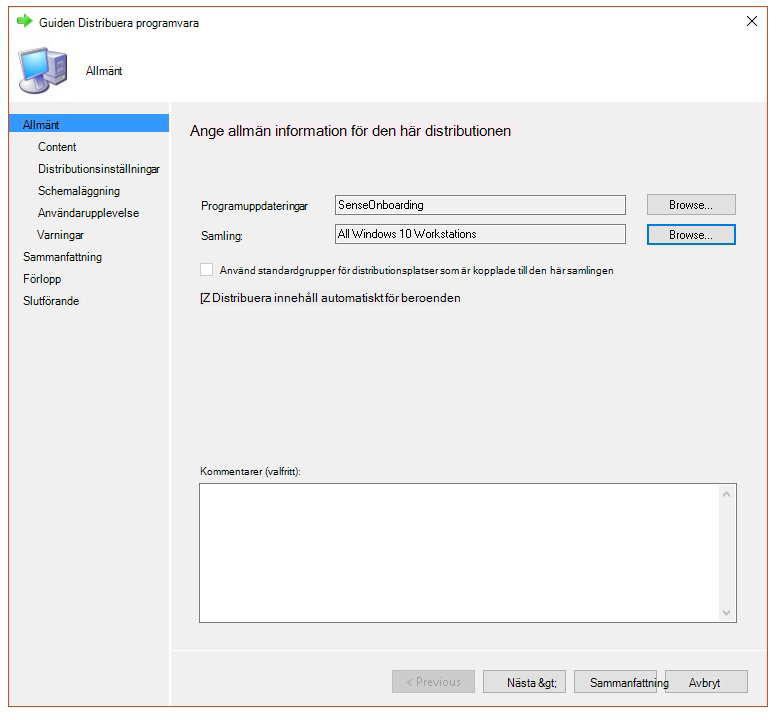 Guiden Distribuera programvara
Allmänt
Allmänt
Content
Distributionsinställningar
Schemaläggning
Användarupplevelse
Varningar
Sammanfattning
Förlopp
Slutförande
Ange allmän information för den här distributionen
Programuppdateringar SenseOnboarding Browse...
Samling: All Windows 10 Workstations Browse...
Använd standardgrupper för distributionsplatser som är kopplade till den här samlingen
[Z Distribuera innehåll automatiskt för beroenden
Kommentarer (valfritt):
< Previous Nästa &gt; Sammanfattning Avbryt